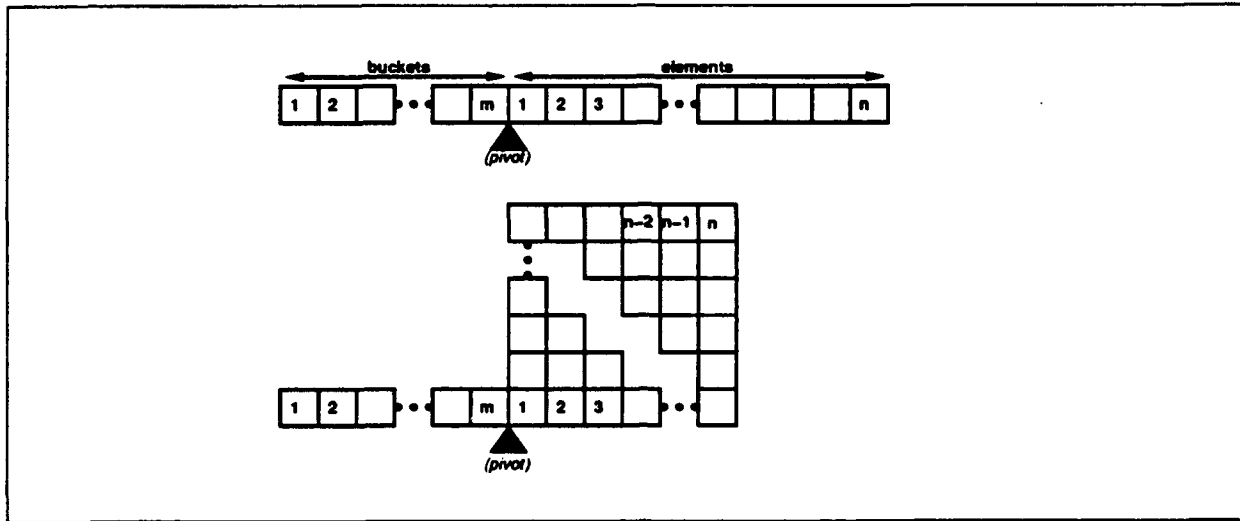 buckets elements
1 2 m 1 2 3 n
(pivot)
n-2 n-1 n
1 2 m 1 2 3
(pivot)